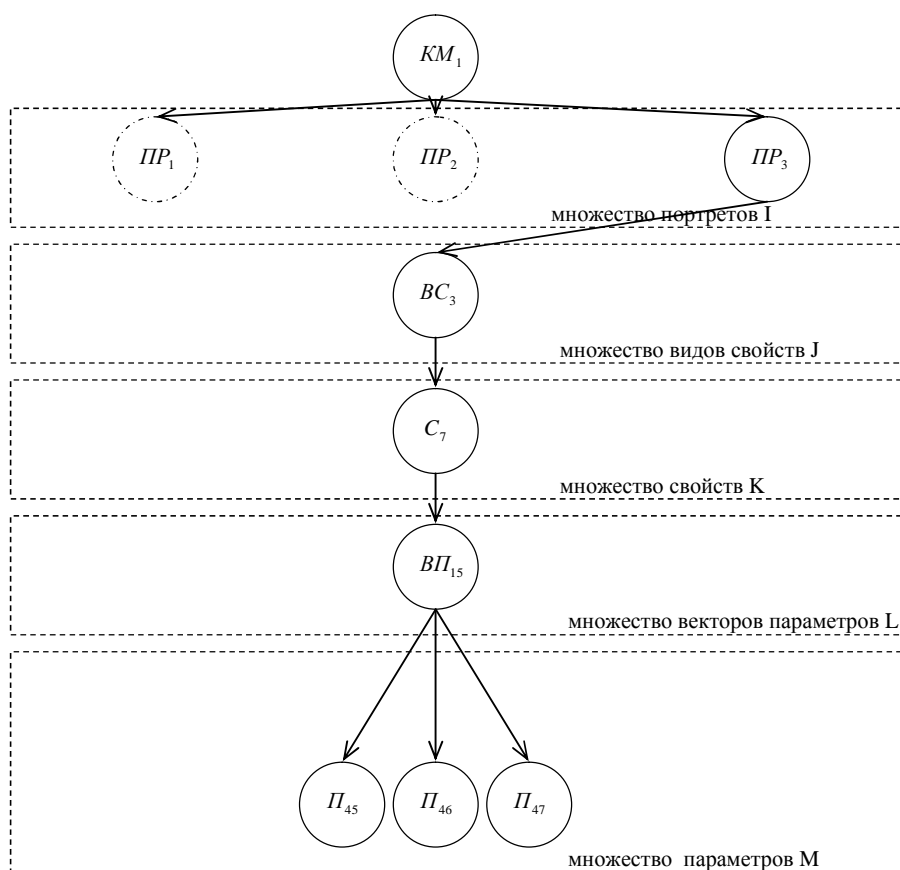 КМ₁
ПР₁ ПР₂ ПР₃
множество портретов I
ВС₃
множество видов свойств J
С₇
множество свойств K
ВП₁₅
множество векторов параметров L
П₄₅ П₄₆ П₄₇
множество параметров M